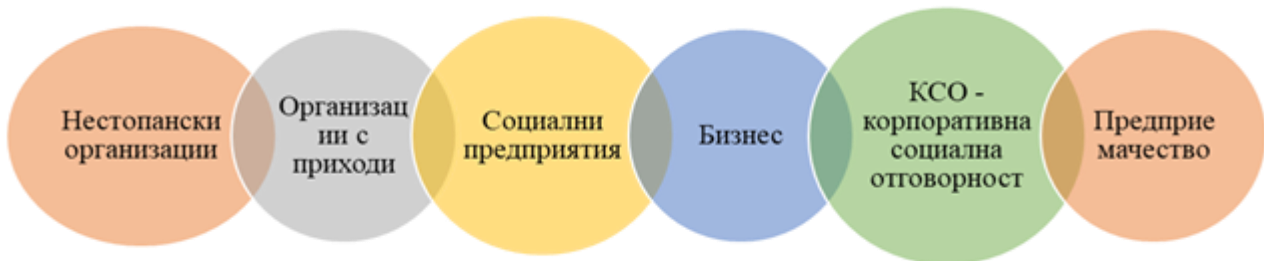 Нестопански
организации
Организац
ии с
приходи
Социални
предприятия
Бизнес
КСО -
корпоративна
социална
отговорност
Предприе
мачество